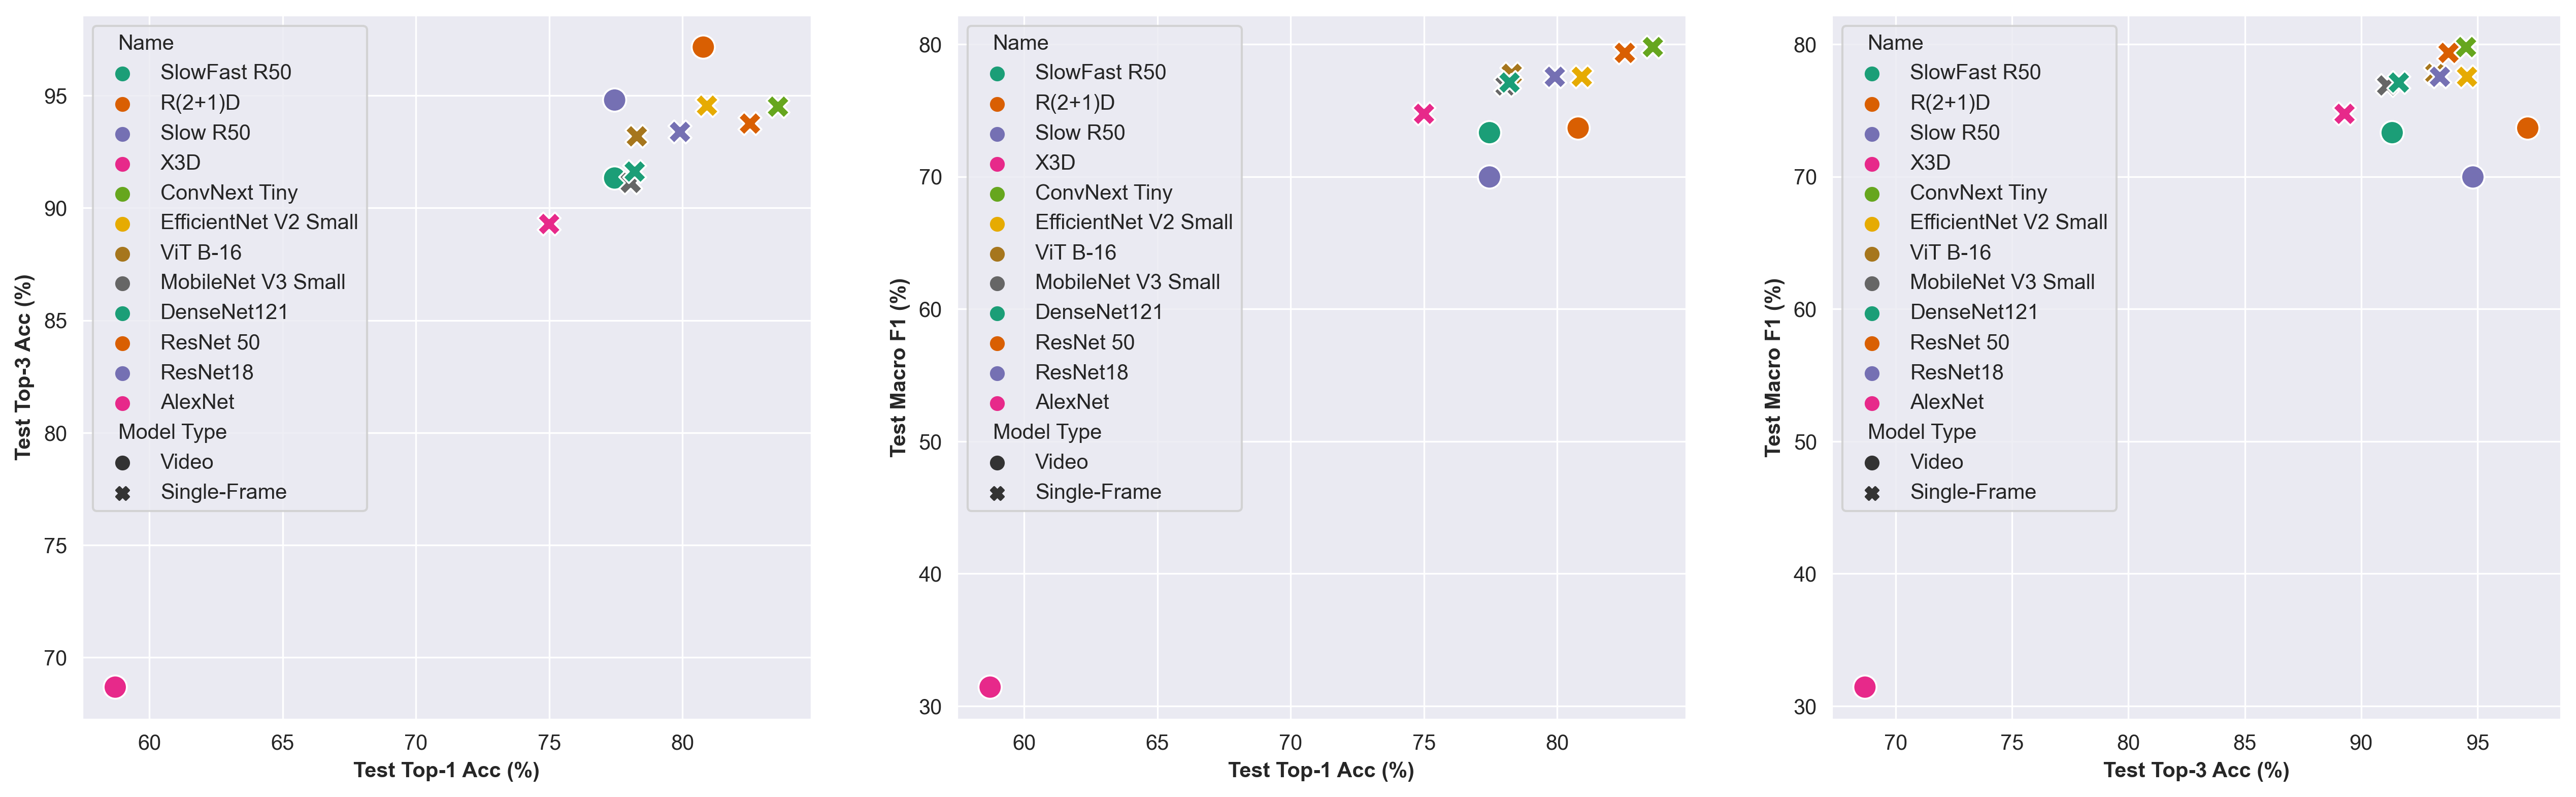 Name
SlowFast R50
R(2+1)D
Slow R50
X3D
ConvNext Tiny
EfficientNet V2 Small
ViT B-16
MobileNet V3 Small
DenseNet121
ResNet 50
ResNet18
AlexNet
Model Type
Video
Single-Frame
95
90
85
80
75
70
Test Top-3 Acc (%)
60
65
70
75
80
Test Top-1 Acc (%)
Name
SlowFast R50
R(2+1)D
Slow R50
X3D
ConvNext Tiny
EfficientNet V2 Small
ViT B-16
MobileNet V3 Small
DenseNet121
ResNet 50
ResNet18
AlexNet
Model Type
Video
Single-Frame
80
70
60
50
40
30
Test Macro F1 (%)
60
65
70
75
80
Test Top-1 Acc (%)
Name
SlowFast R50
R(2+1)D
Slow R50
X3D
ConvNext Tiny
EfficientNet V2 Small
ViT B-16
MobileNet V3 Small
DenseNet121
ResNet 50
ResNet18
AlexNet
Model Type
Video
Single-Frame
80
70
60
50
40
30
Test Macro F1 (%)
70
75
80
85
90
95
Test Top-3 Acc (%)